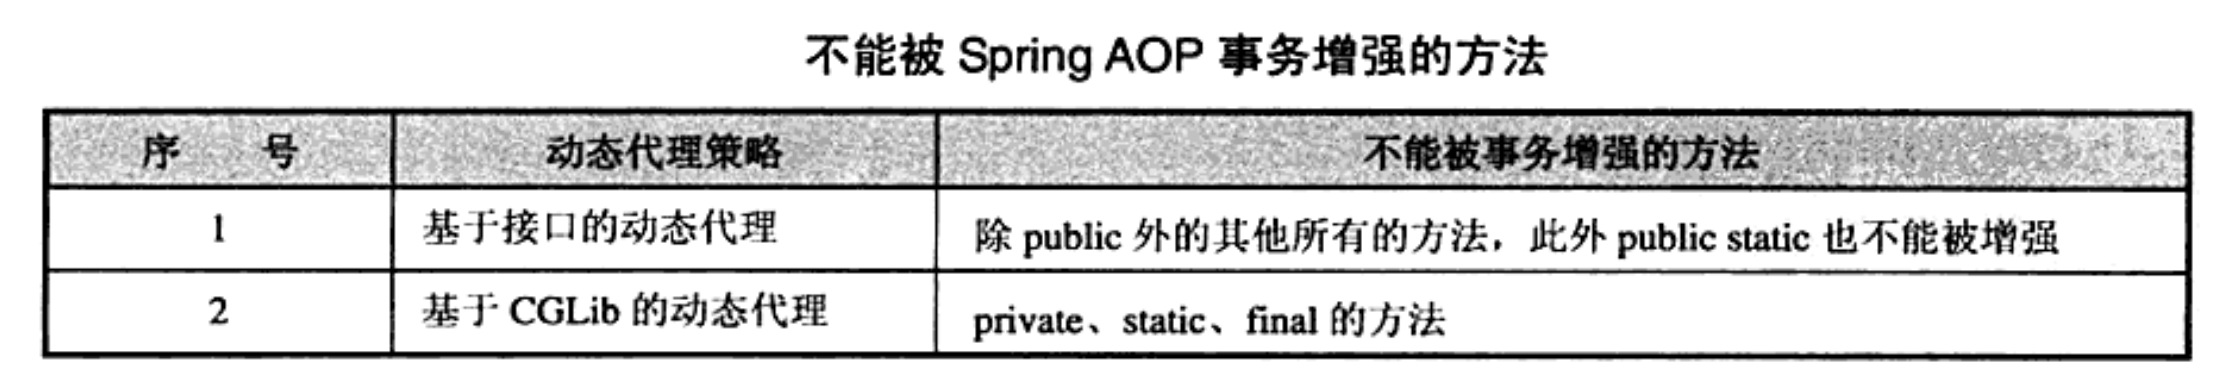 不能被 Spring AOP 事务增强的方法
序 号 动态代理策略 不能被事务增强的方法
1 基于接口的动态代理 除 public 外的其他所有的方法，此外 public static 也不能被增强
2 基于 CGLib 的动态代理 private、static、final 的方法